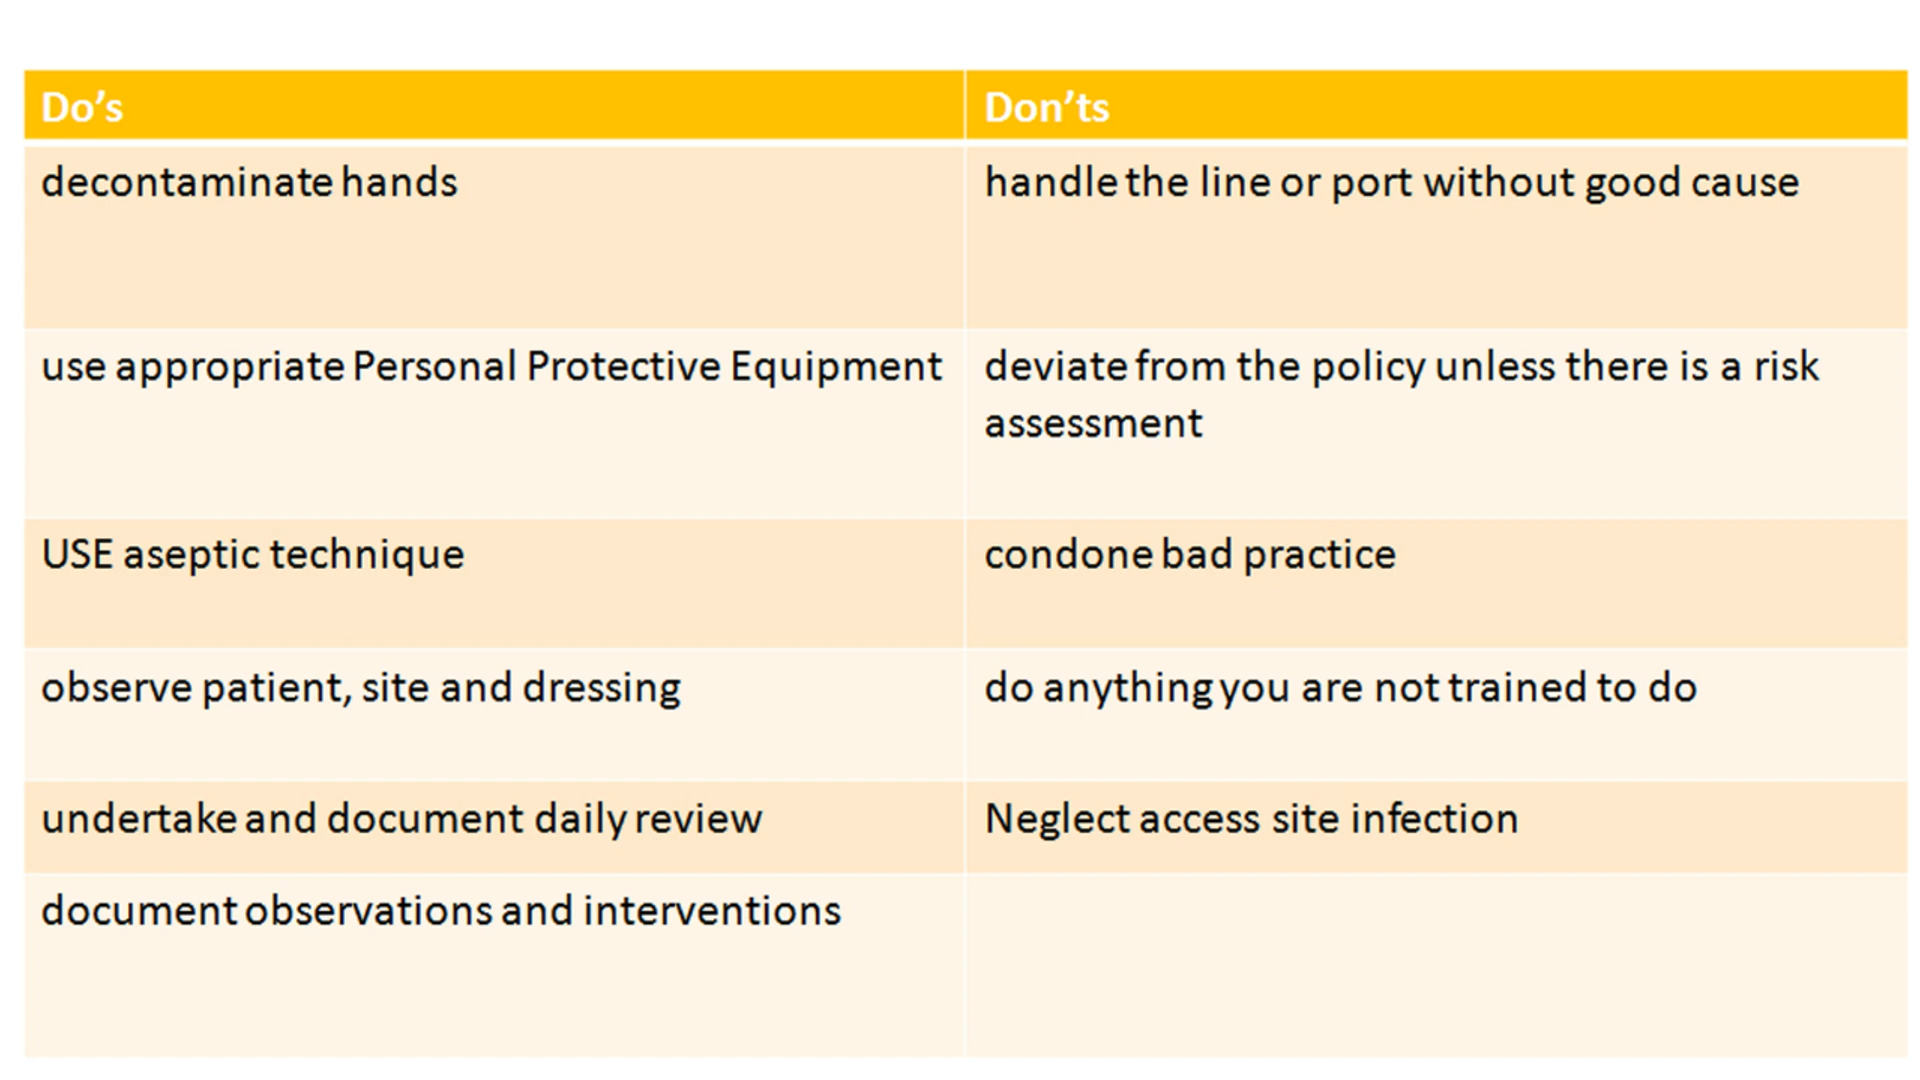 Do’s
Don’ts
decontaminate hands
handle the line or port without good cause
use appropriate Personal Protective Equipment
deviate from the policy unless there is a risk
assessment
USE aseptic technique
condone bad practice
observe patient, site and dressing
do anything you are not trained to do
undertake and document daily review
Neglect access site infection
document observations and interventions